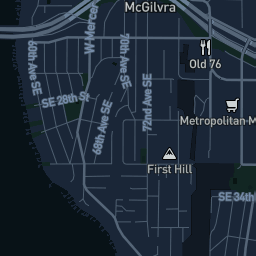 McGilvra
W Mercer
60th Ave SE
70th Ave SE
Old 76
SE 28th St
72nd Ave SE
68th Ave SE
Metropolitan M
First Hill
SE 34th